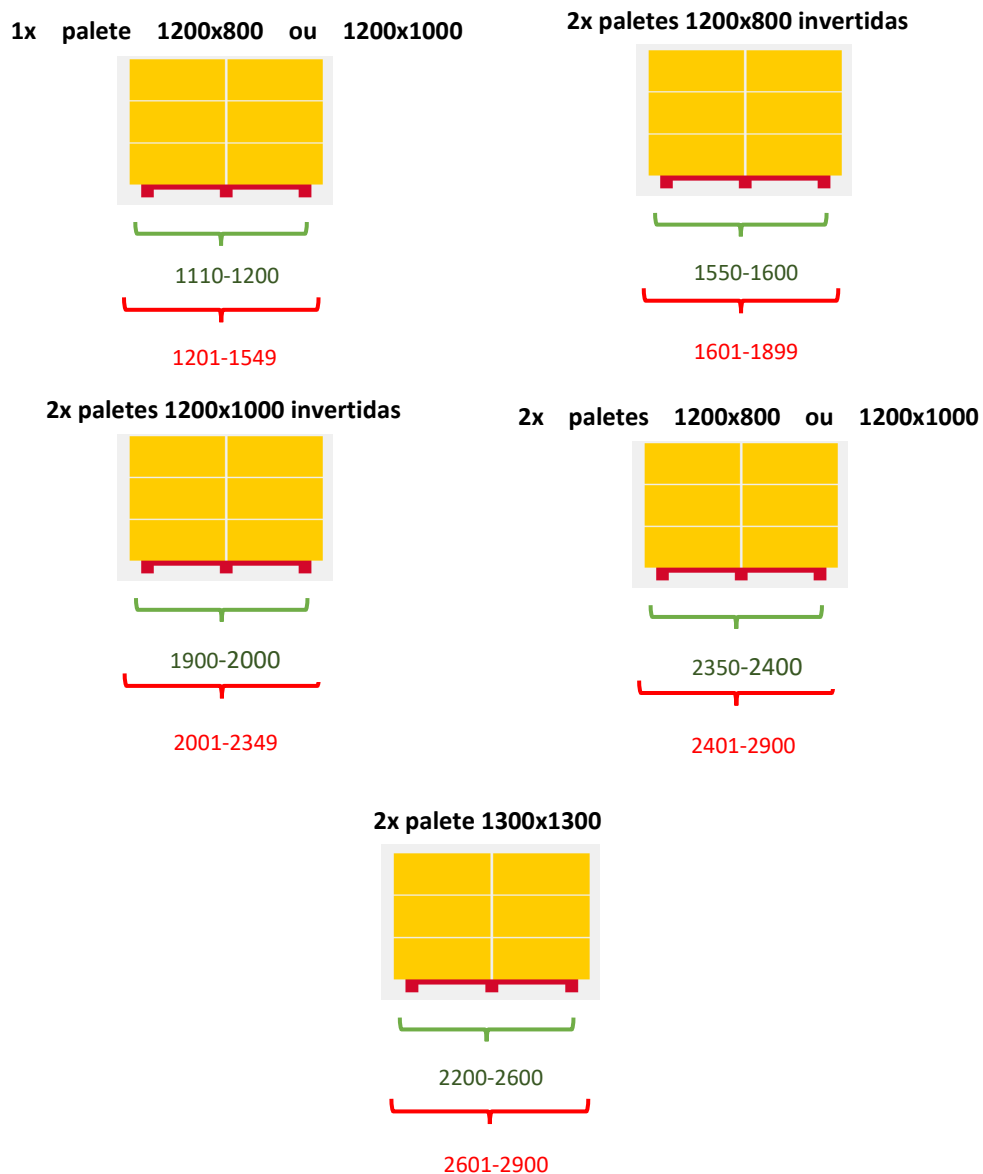 1x palete 1200x800 ou 1200x1000
2x paletes 1200x800 invertidas
1110-1200
1550-1600
1201-1549
1601-1899
2x paletes 1200x1000 invertidas
2x paletes 1200x800 ou 1200x1000
1900-2000
2350-2400
2001-2349
2401-2900
2x palete 1300x1300
2200-2600
2601-2900